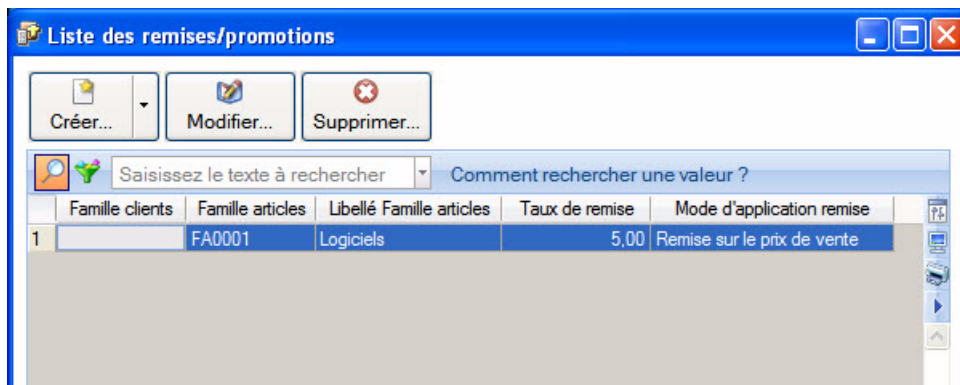 Liste des remises/promotions
Créer... Modifier... Supprimer...
Saisissez le texte à rechercher Comment rechercher une valeur ?
Famille clients Famille articles Libellé Famille articles Taux de remise Mode d'application remise
1 FA0001 Logiciels 5,00 Remise sur le prix de vente